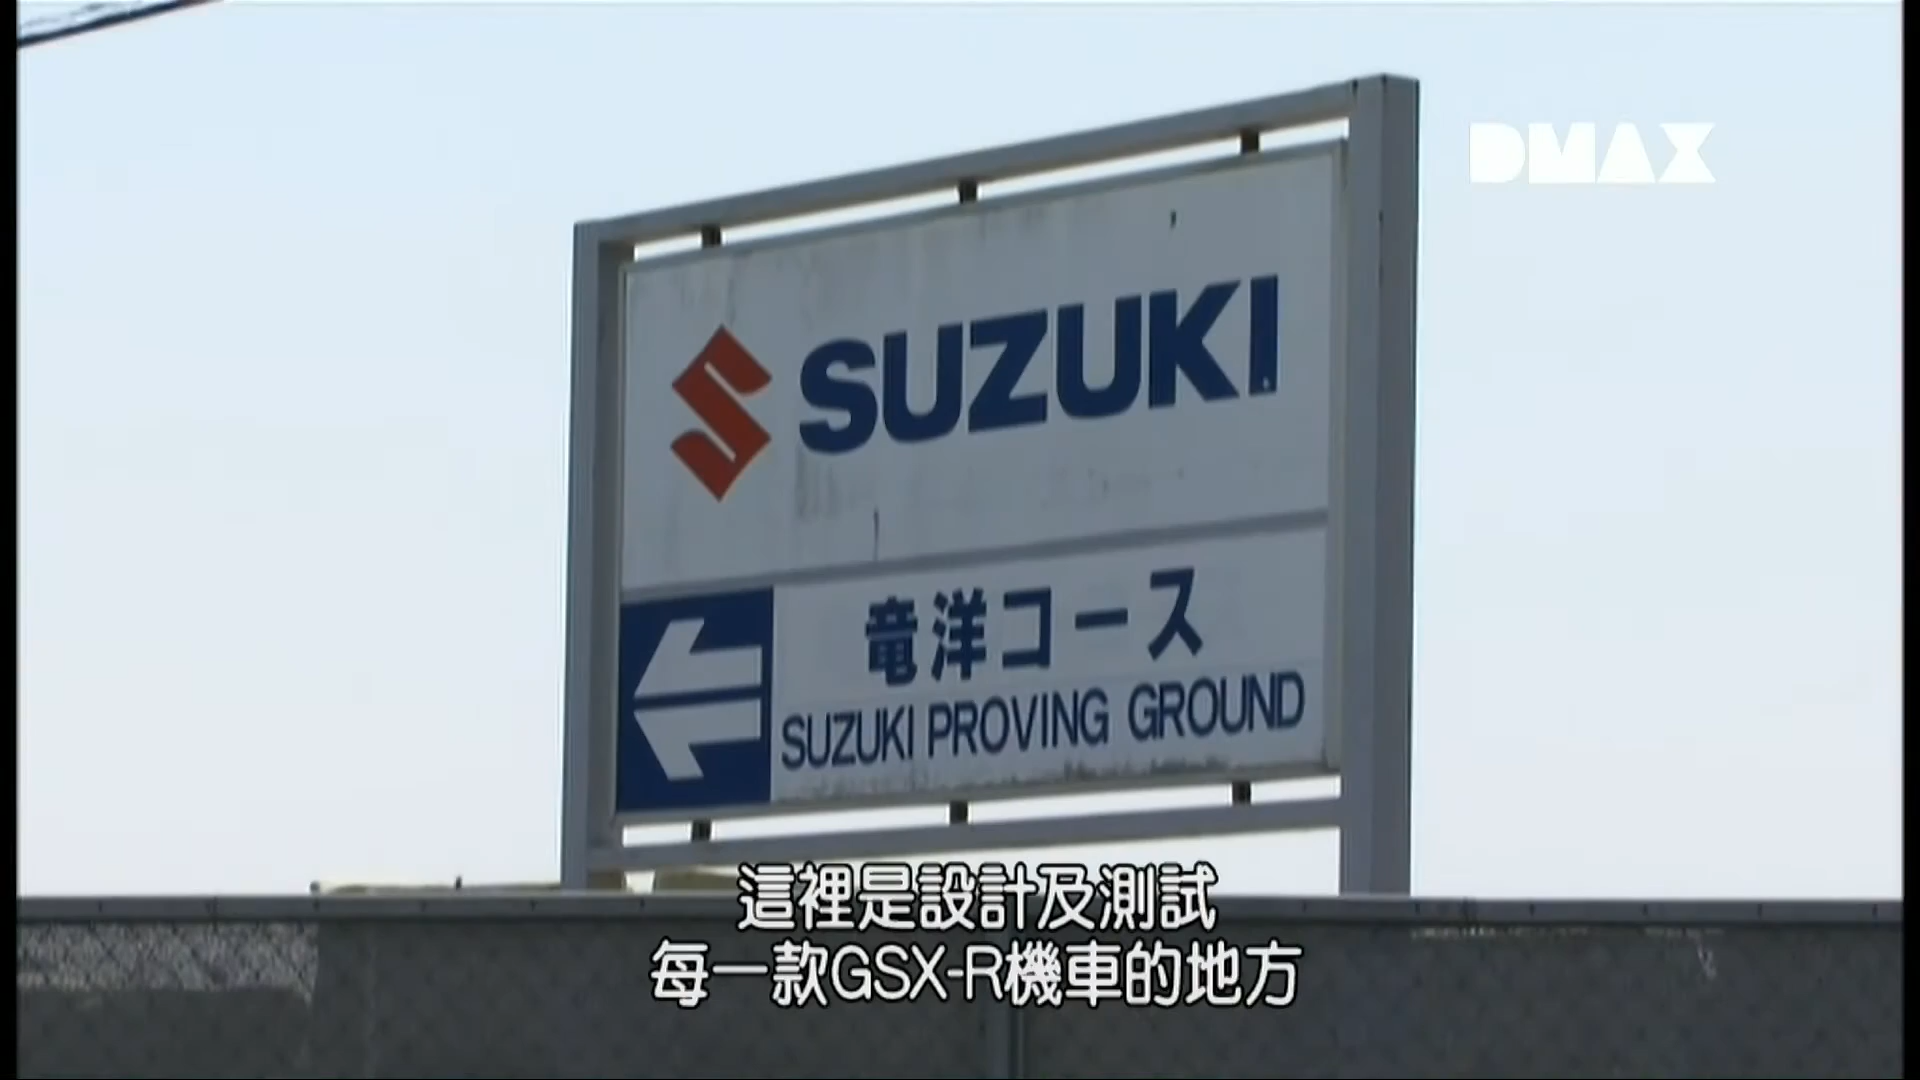 DMAX
SUZUKI
竜洋コース
SUZUKI PROVING GROUND
這裡是設計及測試
每一款GSX-R機車的地方